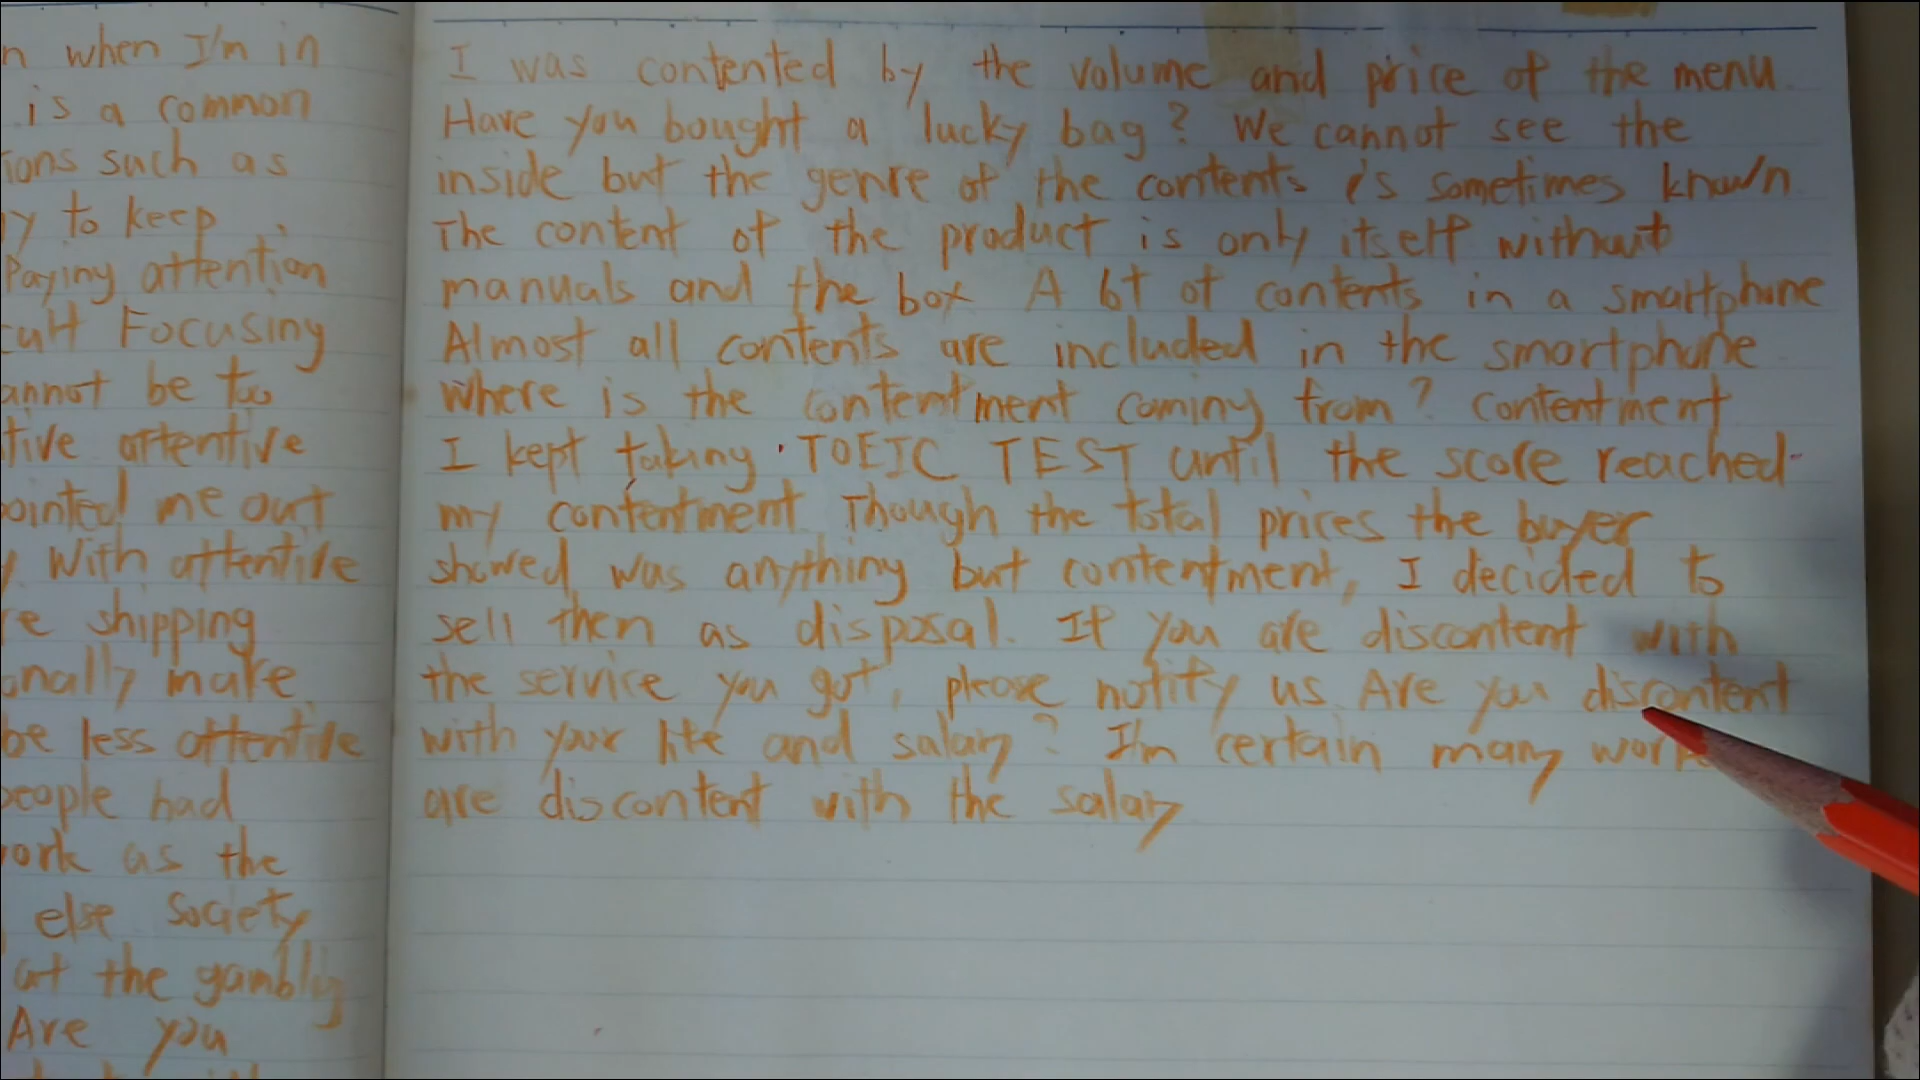 n when I'm in
is a common
ions such as
y to keep
Paying attention
cult Focusing
annot be too
tive attentive
ointed me out
y with attentive
re shipping
onally make
be less attentive
people had
ork as the
else society
at the gambling
Are you
I was contented by the volume and price of the menu
Have you bought a lucky bag? We cannot see the
inside but the genre of the contents is sometimes known
The content of the product is only itself without
manuals and the box A lot of contents in a smartphone
Almost all contents are included in the smartphone
Where is the contentment coming from? contentment
I kept taking TOEIC TEST until the score reached
my contentment Though the total prices the buyer
showed was anything but contentment, I decided to
sell them as disposal. If you are discontent with
the service you got, please notify us Are you discontent
with your life and salary? I'm certain many work
are discontent with the salary